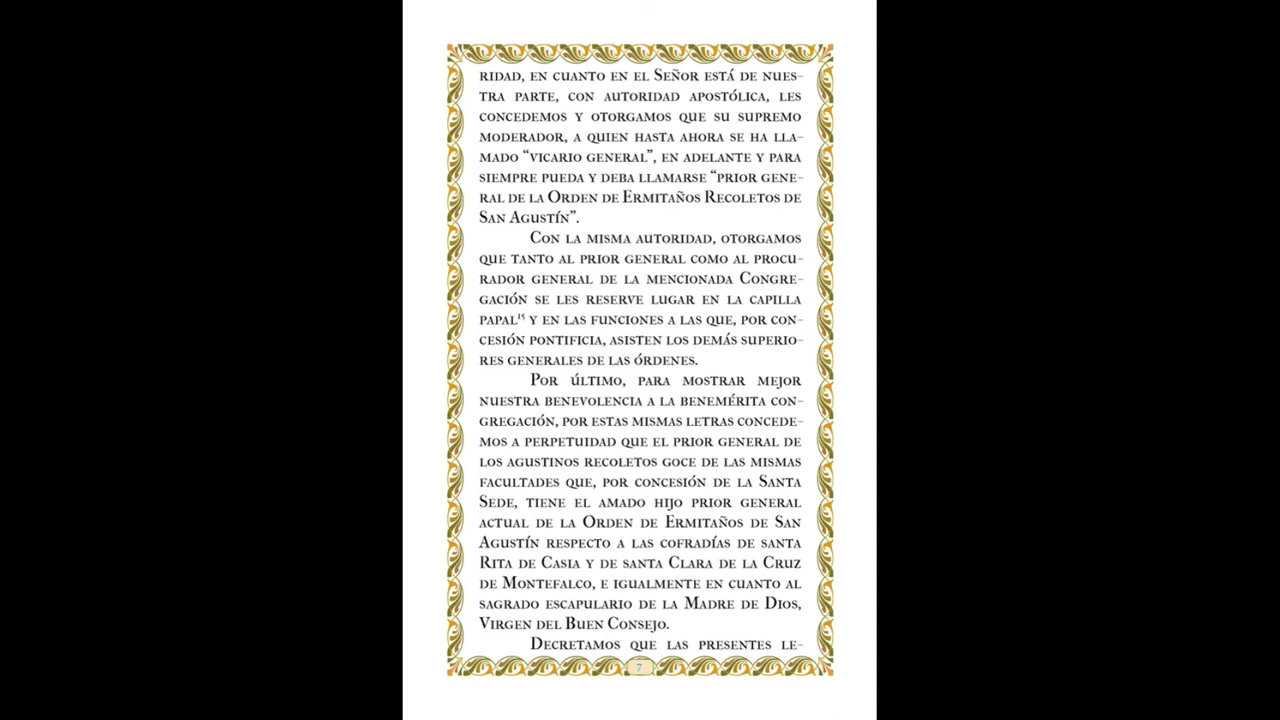 RIDAD, EN CUANTO EN EL SEÑOR ESTÁ DE NUES-
TRA PARTE, CON AUTORIDAD APOSTÓLICA, LES
CONCEDEMOS Y OTORGAMOS QUE SU SUPREMO
MODERADOR, A QUIEN HASTA AHORA SE HA LLA-
MADO “VICARIO GENERAL”, EN ADELANTE Y PARA
SIEMPRE PUEDA Y DEBA LLAMARSE “PRIOR GENE-
RAL DE LA ORDEN DE ERMITAÑOS RECOLETOS DE
SAN AGUSTÍN”.
CON LA MISMA AUTORIDAD, OTORGAMOS
QUE TANTO AL PRIOR GENERAL COMO AL PROCU-
RADOR GENERAL DE LA MENCIONADA CONGRE-
GACIÓN SE LES RESERVE LUGAR EN LA CAPILLA
PAPAL¹⁵ Y EN LAS FUNCIONES A LAS QUE, POR CON-
CESIÓN PONTIFICIA, ASISTEN LOS DEMÁS SUPERIO-
RES GENERALES DE LAS ÓRDENES.
POR ÚLTIMO, PARA MOSTRAR MEJOR
NUESTRA BENEVOLENCIA A LA BENEMÉRITA CON-
GREGACIÓN, POR ESTAS MISMAS LETRAS CONCEDE-
MOS A PERPETUIDAD QUE EL PRIOR GENERAL DE
LOS AGUSTINOS RECOLETOS GOCE DE LAS MISMAS
FACULTADES QUE, POR CONCESIÓN DE LA SANTA
SEDE, TIENE EL AMADO HIJO PRIOR GENERAL
ACTUAL DE LA ORDEN DE ERMITAÑOS DE SAN
AGUSTÍN RESPECTO A LAS COFRADÍAS DE SANTA
RITA DE CASIA Y DE SANTA CLARA DE LA CRUZ
DE MONTEFALCO, E IGUALMENTE EN CUANTO AL
SAGRADO ESCAPULARIO DE LA MADRE DE DIOS,
VIRGEN DEL BUEN CONSEJO.
DECRETAMOS QUE LAS PRESENTES LE-
7